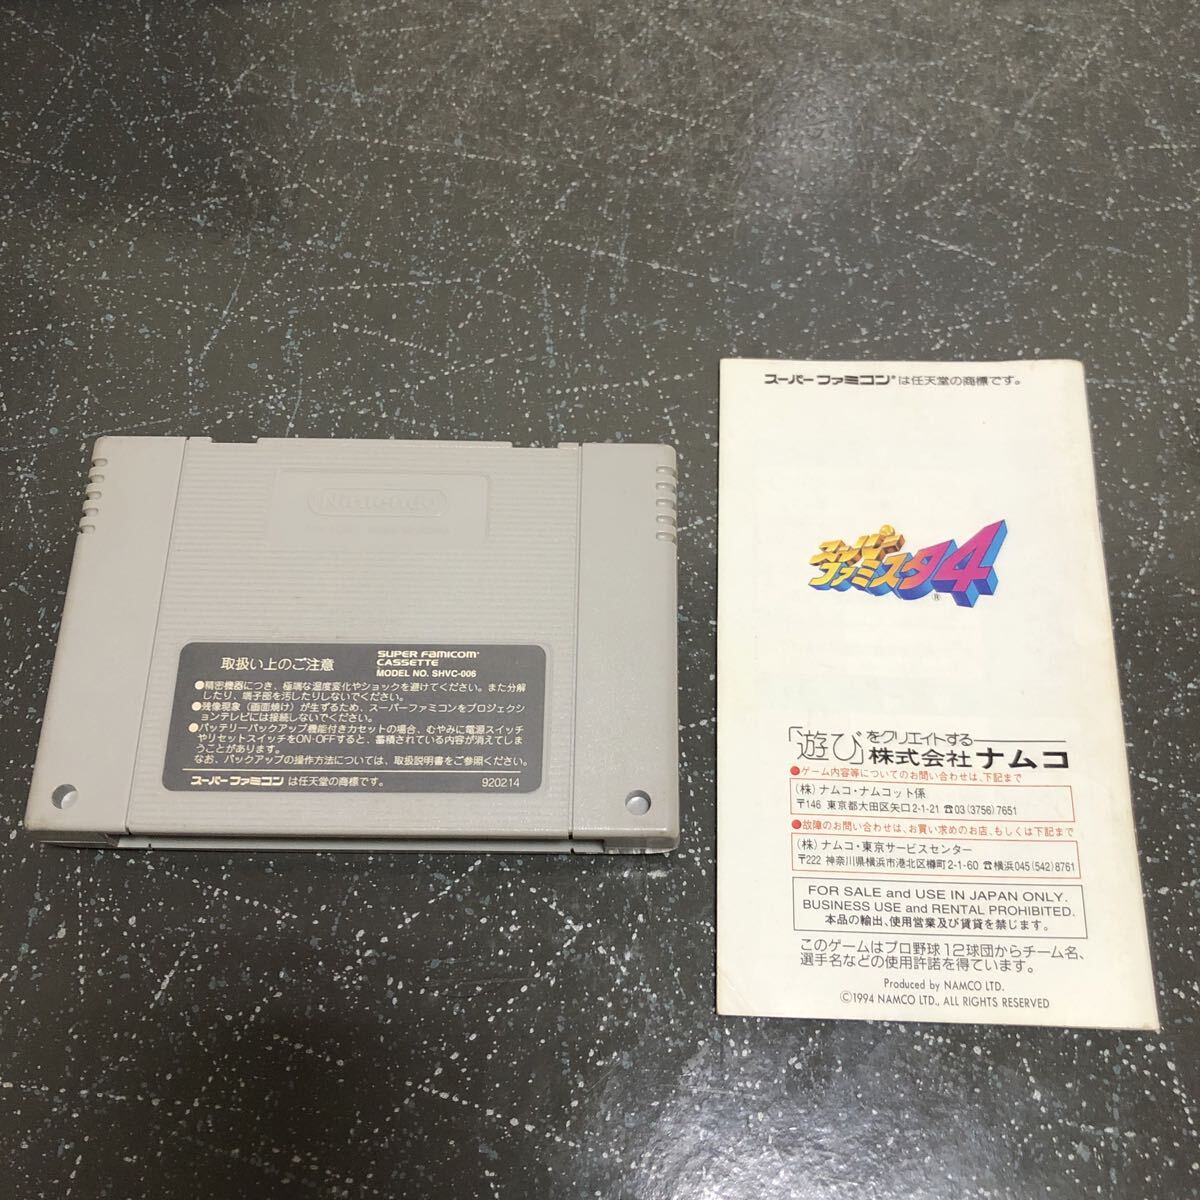 Nintendo
取扱い上のご注意
SUPER FAMICOM
CASSETTE
MODEL NO. SHVC-006
●精密機器につき、極端な温度変化やショックを避けてください。また分解
したり、端子部を汚したりしないでください。
●残像現象（画面焼け）が生ずるため、スーパーファミコンをプロジェクシ
ョンテレビには接続しないでください。
●バッテリーバックアップ機能付きカセットの場合、むやみに電源スイッチ
やリセットスイッチをON・OFFすると、蓄積されている内容が消えてしま
うことがあります。
なお、バックアップの操作方法については、取扱説明書をご参照ください。
スーパーファミコンは任天堂の商標です。 920214
スーパーファミコン®は任天堂の商標です。
スーパー
ファミスタ4
®
「遊び」をクリエイトする
株式会社ナムコ
●ゲーム内容等についてのお問い合わせは、下記まで
(株)ナムコ・ナムコット係
〒146 東京都大田区矢口2-1-21 ☎03(3756)7651
●故障のお問い合わせは、お買い求めのお店、もしくは下記まで
(株)ナムコ・東京サービスセンター
〒222 神奈川県横浜市港北区樽町2-1-60 ☎横浜045(542)8761
FOR SALE and USE IN JAPAN ONLY.
BUSINESS USE and RENTAL PROHIBITED.
本品の輸出、使用営業及び賃貸を禁じます。
このゲームはプロ野球12球団からチーム名、
選手名などの使用許諾を得ています。
Produced by NAMCO LTD.
©1994 NAMCO LTD., ALL RIGHTS RESERVED